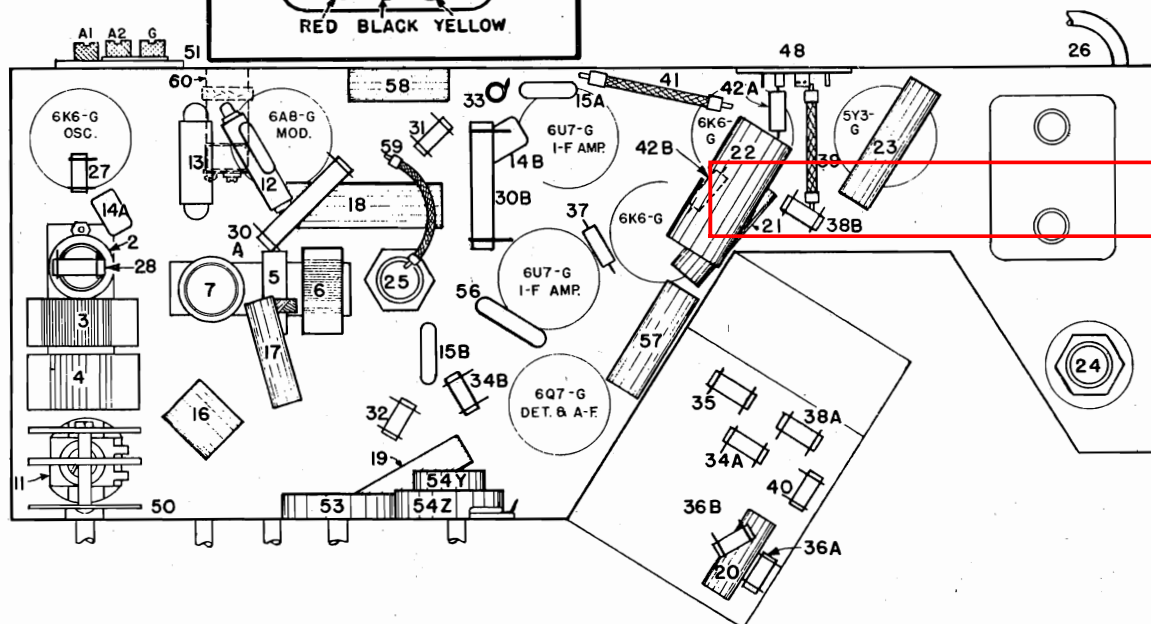 RED BLACK YELLOW
A1 A2 G
51
48
26
60
58
33
15A
41
42A
6K6-G
OSC.
6A8-G
MOD.
31
6U7-G
I-F AMP.
6K6-
G
5Y3-
G
13
59
14B
42B
22
23
39
27
12
14A
18
30B
37
6K6-G
21
38B
2
30
A
28
7
5
6
25
6U7-G
I-F AMP.
56
24
3
17
57
15B
4
34B
35
16
32
6Q7-G
DET. & A-F.
38A
34A
19
11
54Y
40
50
53
54Z
36B
36A
20